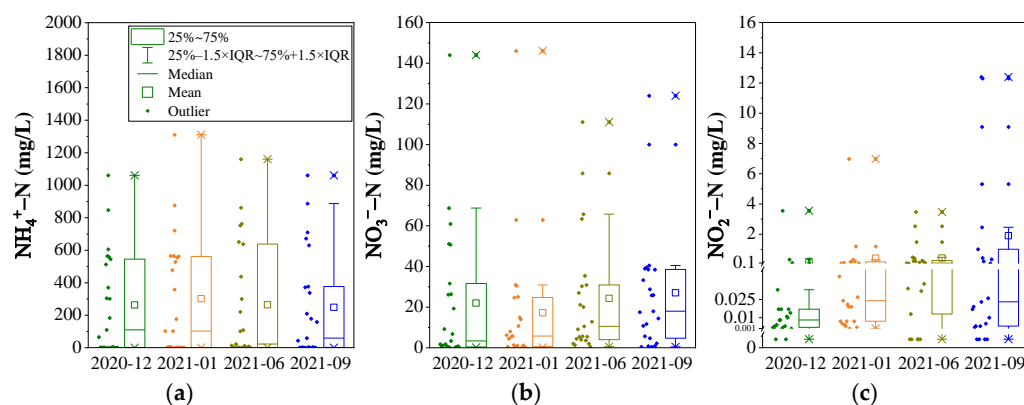 NH₄⁺–N (mg/L)
2000
1800
1600
1400
1200
1000
800
600
400
200
0
25%~75%
25%–1.5×IQR~75%+1.5×IQR
Median
Mean
Outlier
2020-12 2021-01 2021-06 2021-09
(a)
NO₃⁻–N (mg/L)
160
140
120
100
80
60
40
20
0
2020-12 2021-01 2021-06 2021-09
(b)
NO₂⁻–N (mg/L)
14
12
10
8
6
4
2
0.1
0.025
0.01
0.001
0
2020-12 2021-01 2021-06 2021-09
(c)